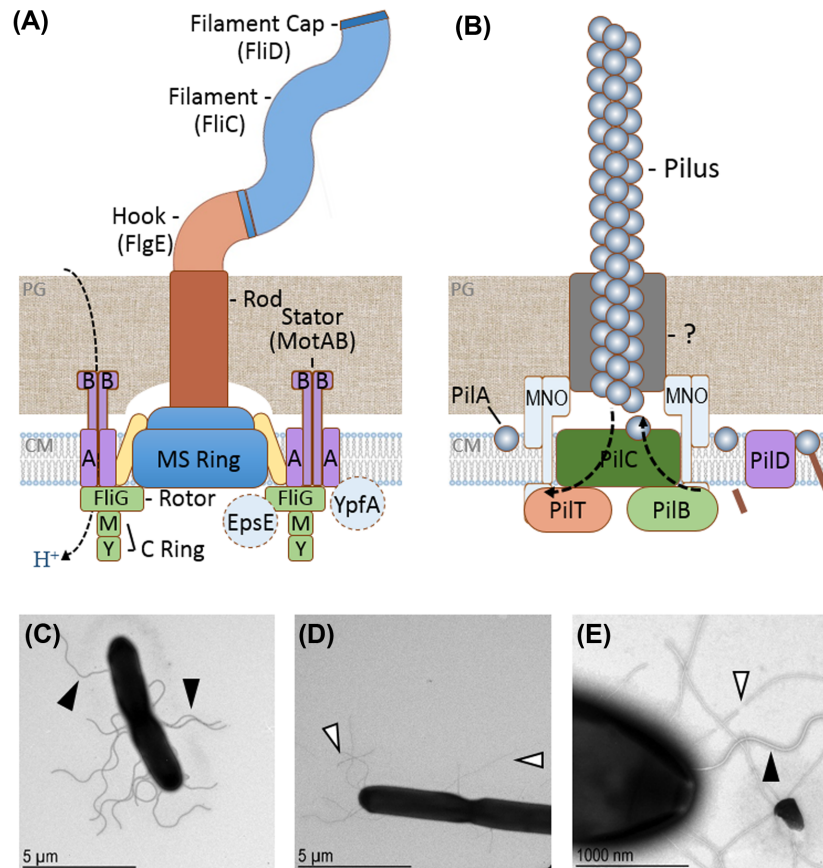 (A)
Filament Cap -
(FliD)
Filament -
(FliC)
Hook -
(FlgE)
PG
- Rod
Stator
(MotAB)
B B
B B
CM
A
MS Ring
A
A
FliG
- Rotor
FliG
YpfA
EpsE
M
M
Y
C Ring
Y
H+
(B)
- Pilus
PG
- ?
MNO
MNO
PilA
CM
PilC
PilD
PilT
PilB
(C)
5 µm
(D)
5 µm
(E)
1000 nm